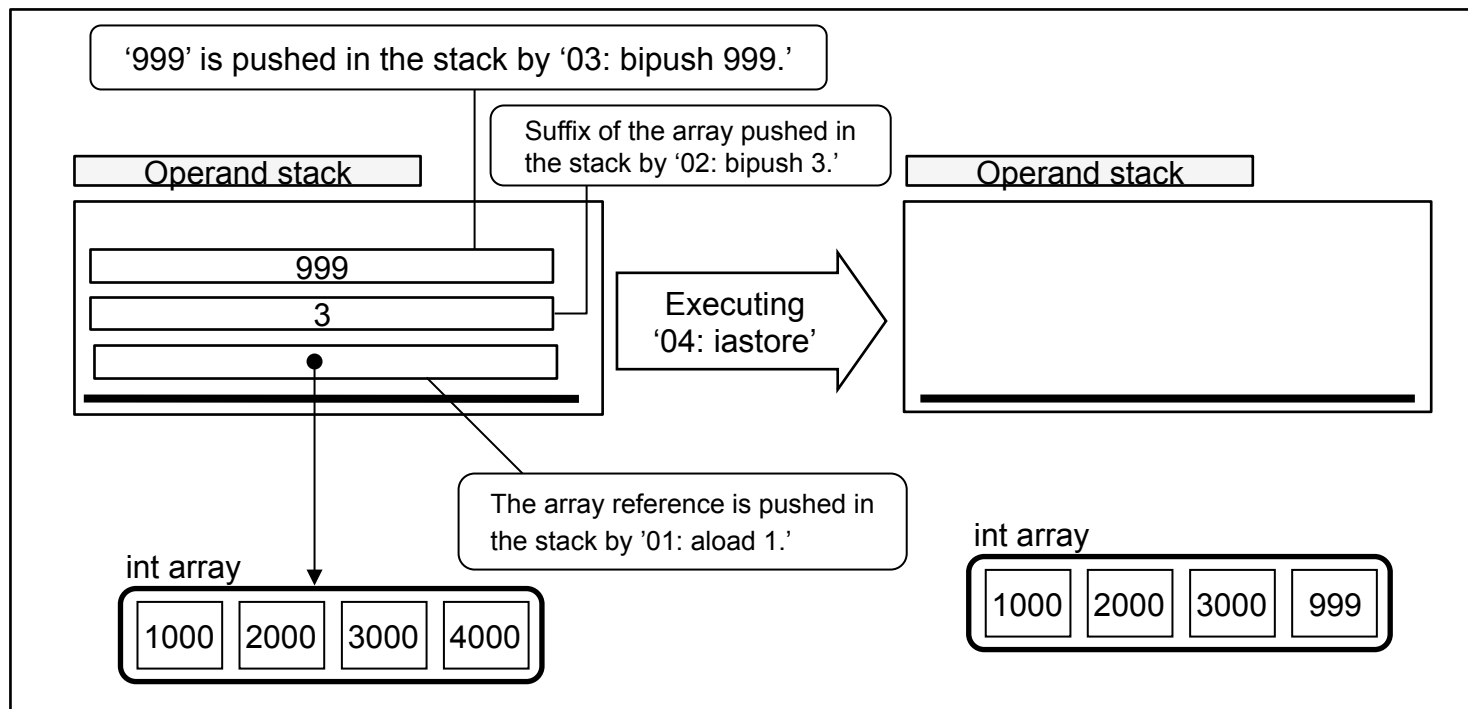 ‘999’ is pushed in the stack by ‘03: bipush 999.’
Suffix of the array pushed in
the stack by ‘02: bipush 3.’
Operand stack
999
3
The array reference is pushed in
the stack by ’01: aload 1.’
int array
1000 2000 3000 4000
Executing
‘04: iastore’
Operand stack
int array
1000 2000 3000 999